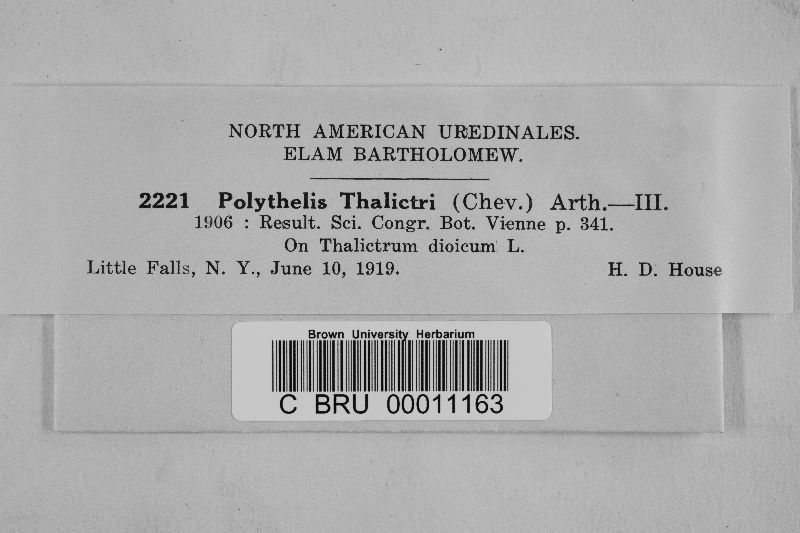 NORTH AMERICAN UREDINALES.
ELAM BARTHOLOMEW.
2221 Polythelis Thalictri (Chev.) Arth.—III.
1906 : Result. Sci. Congr. Bot. Vienne p. 341.
On Thalictrum dioicum L.
Little Falls, N. Y., June 10, 1919. H. D. House
Brown University Herbarium
C BRU 00011163